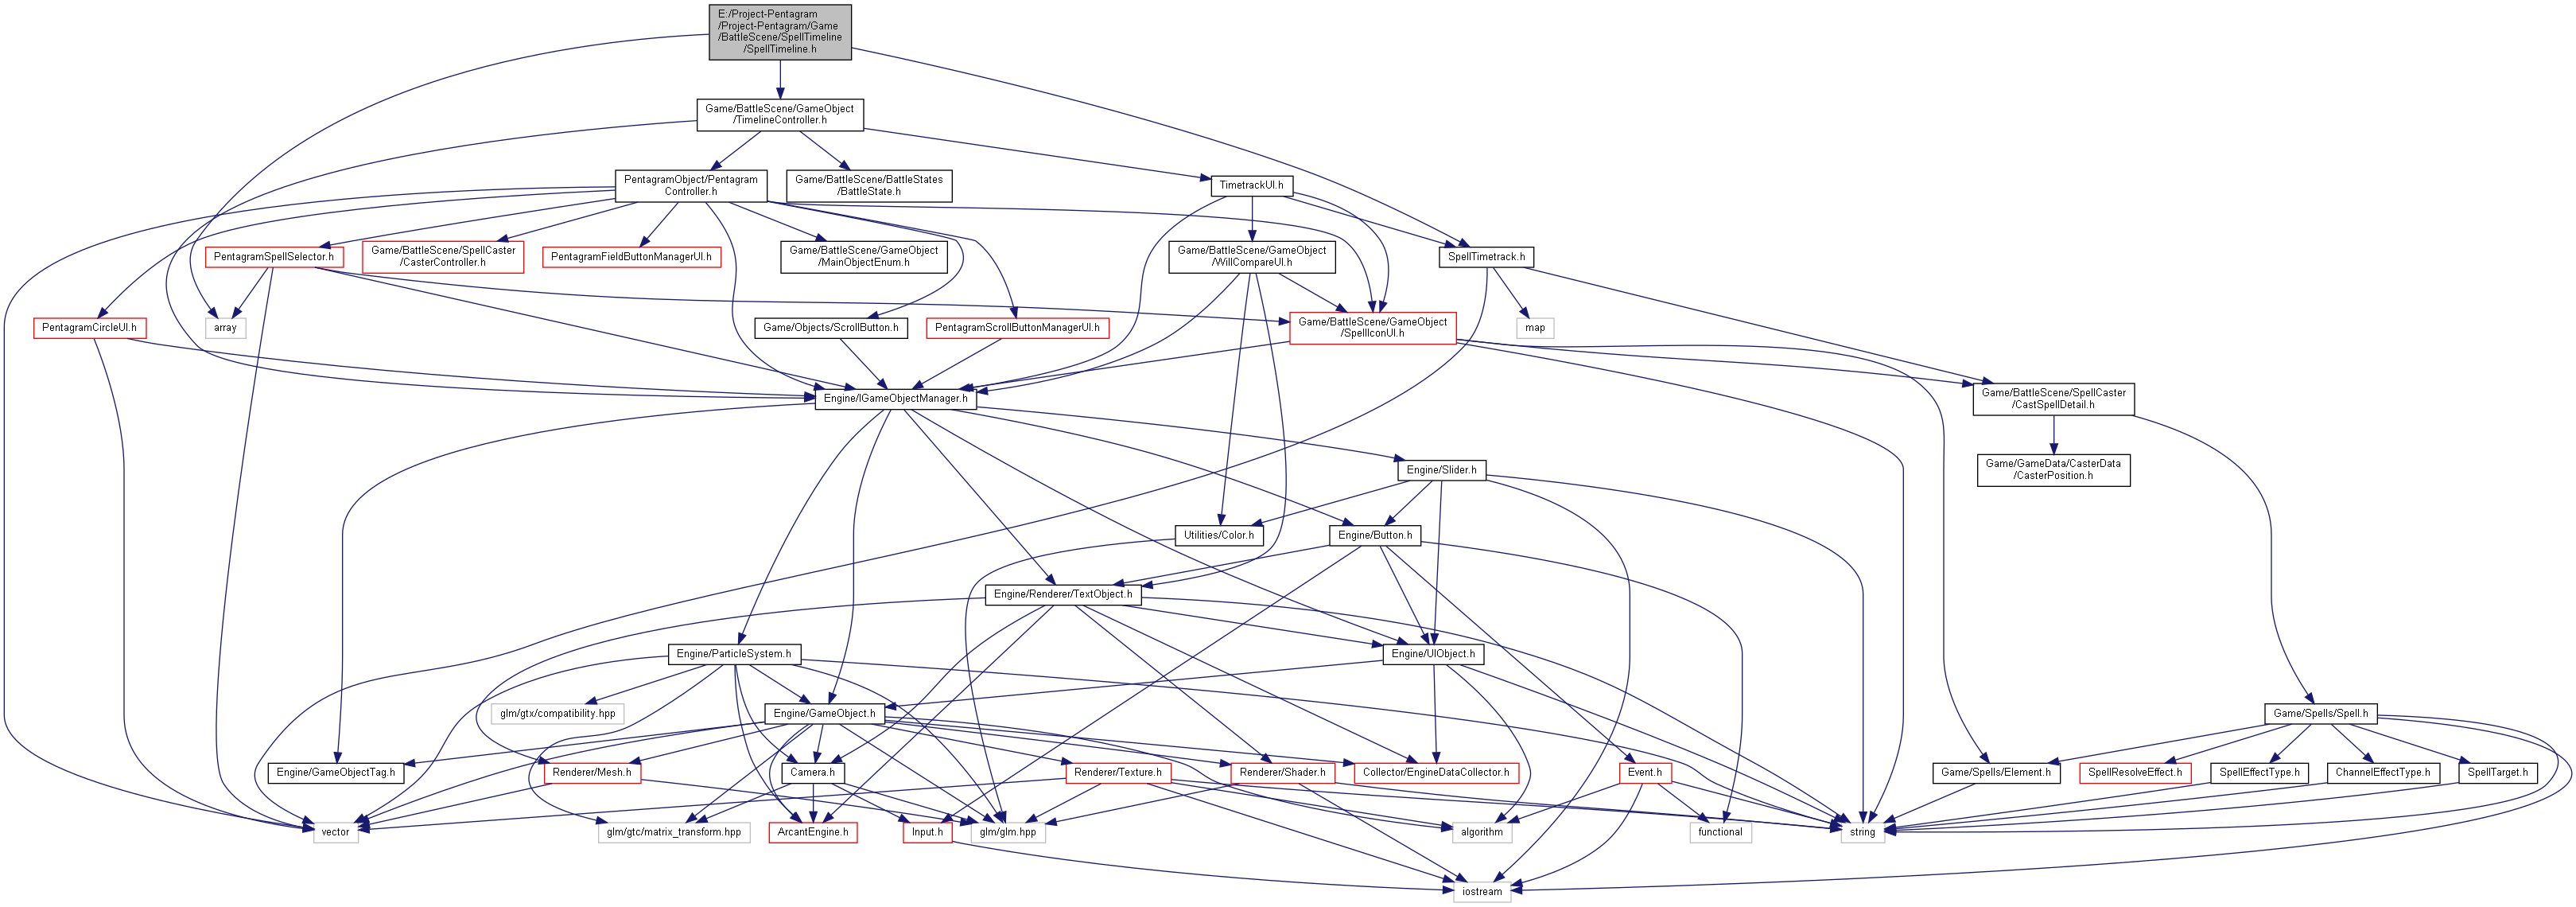 E:/Project-Pentagram
/Project-Pentagram/Game
/BattleScene/SpellTimeline
/SpellTimeline.h
Game/BattleScene/GameObject
/TimelineController.h
PentagramObject/Pentagram
Controller.h
Game/BattleScene/BattleStates
/BattleState.h
TimetrackUI.h
PentagramSpellSelector.h
Game/BattleScene/SpellCaster
/CasterController.h
PentagramFieldButtonManagerUI.h
Game/BattleScene/GameObject
/MainObjectEnum.h
Game/BattleScene/GameObject
/WillCompareUI.h
SpellTimetrack.h
PentagramCircleUI.h
array
Game/Objects/ScrollButton.h
PentagramScrollButtonManagerUI.h
Game/BattleScene/GameObject
/SpellIconUI.h
map
Engine/IGameObjectManager.h
Game/BattleScene/SpellCaster
/CastSpellDetail.h
Engine/Slider.h
Game/GameData/CasterData
/CasterPosition.h
Utilities/Color.h
Engine/Button.h
Engine/Renderer/TextObject.h
Engine/ParticleSystem.h
Engine/UIObject.h
glm/gtx/compatibility.hpp
Engine/GameObject.h
Game/Spells/Spell.h
Engine/GameObjectTag.h
Renderer/Mesh.h
Camera.h
Renderer/Texture.h
Renderer/Shader.h
Collector/EngineDataCollector.h
Event.h
Game/Spells/Element.h
SpellResolveEffect.h
SpellEffectType.h
ChannelEffectType.h
SpellTarget.h
vector
glm/gtc/matrix_transform.hpp
ArcantEngine.h
Input.h
glm/glm.hpp
algorithm
functional
string
iostream